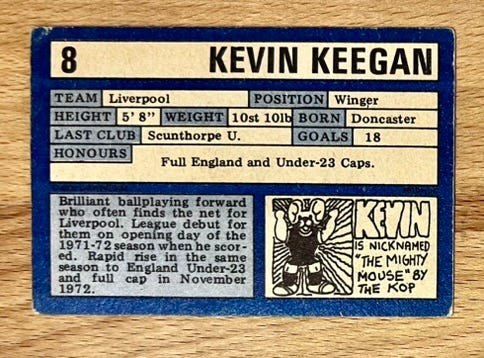 8 KEVIN KEEGAN
TEAM Liverpool POSITION Winger
HEIGHT 5' 8" WEIGHT 10st 10lb BORN Doncaster
LAST CLUB Scunthorpe U. GOALS 18
HONOURS
Full England and Under-23 Caps.
Brilliant ballplaying forward
who often finds the net for
Liverpool. League debut for
them on opening day of the
1971-72 season when he scor-
ed. Rapid rise in the same
season to England Under-23
and full cap in November
1972.
KEVIN
IS NICKNAMED
"THE MIGHTY
MOUSE" BY
THE KOP